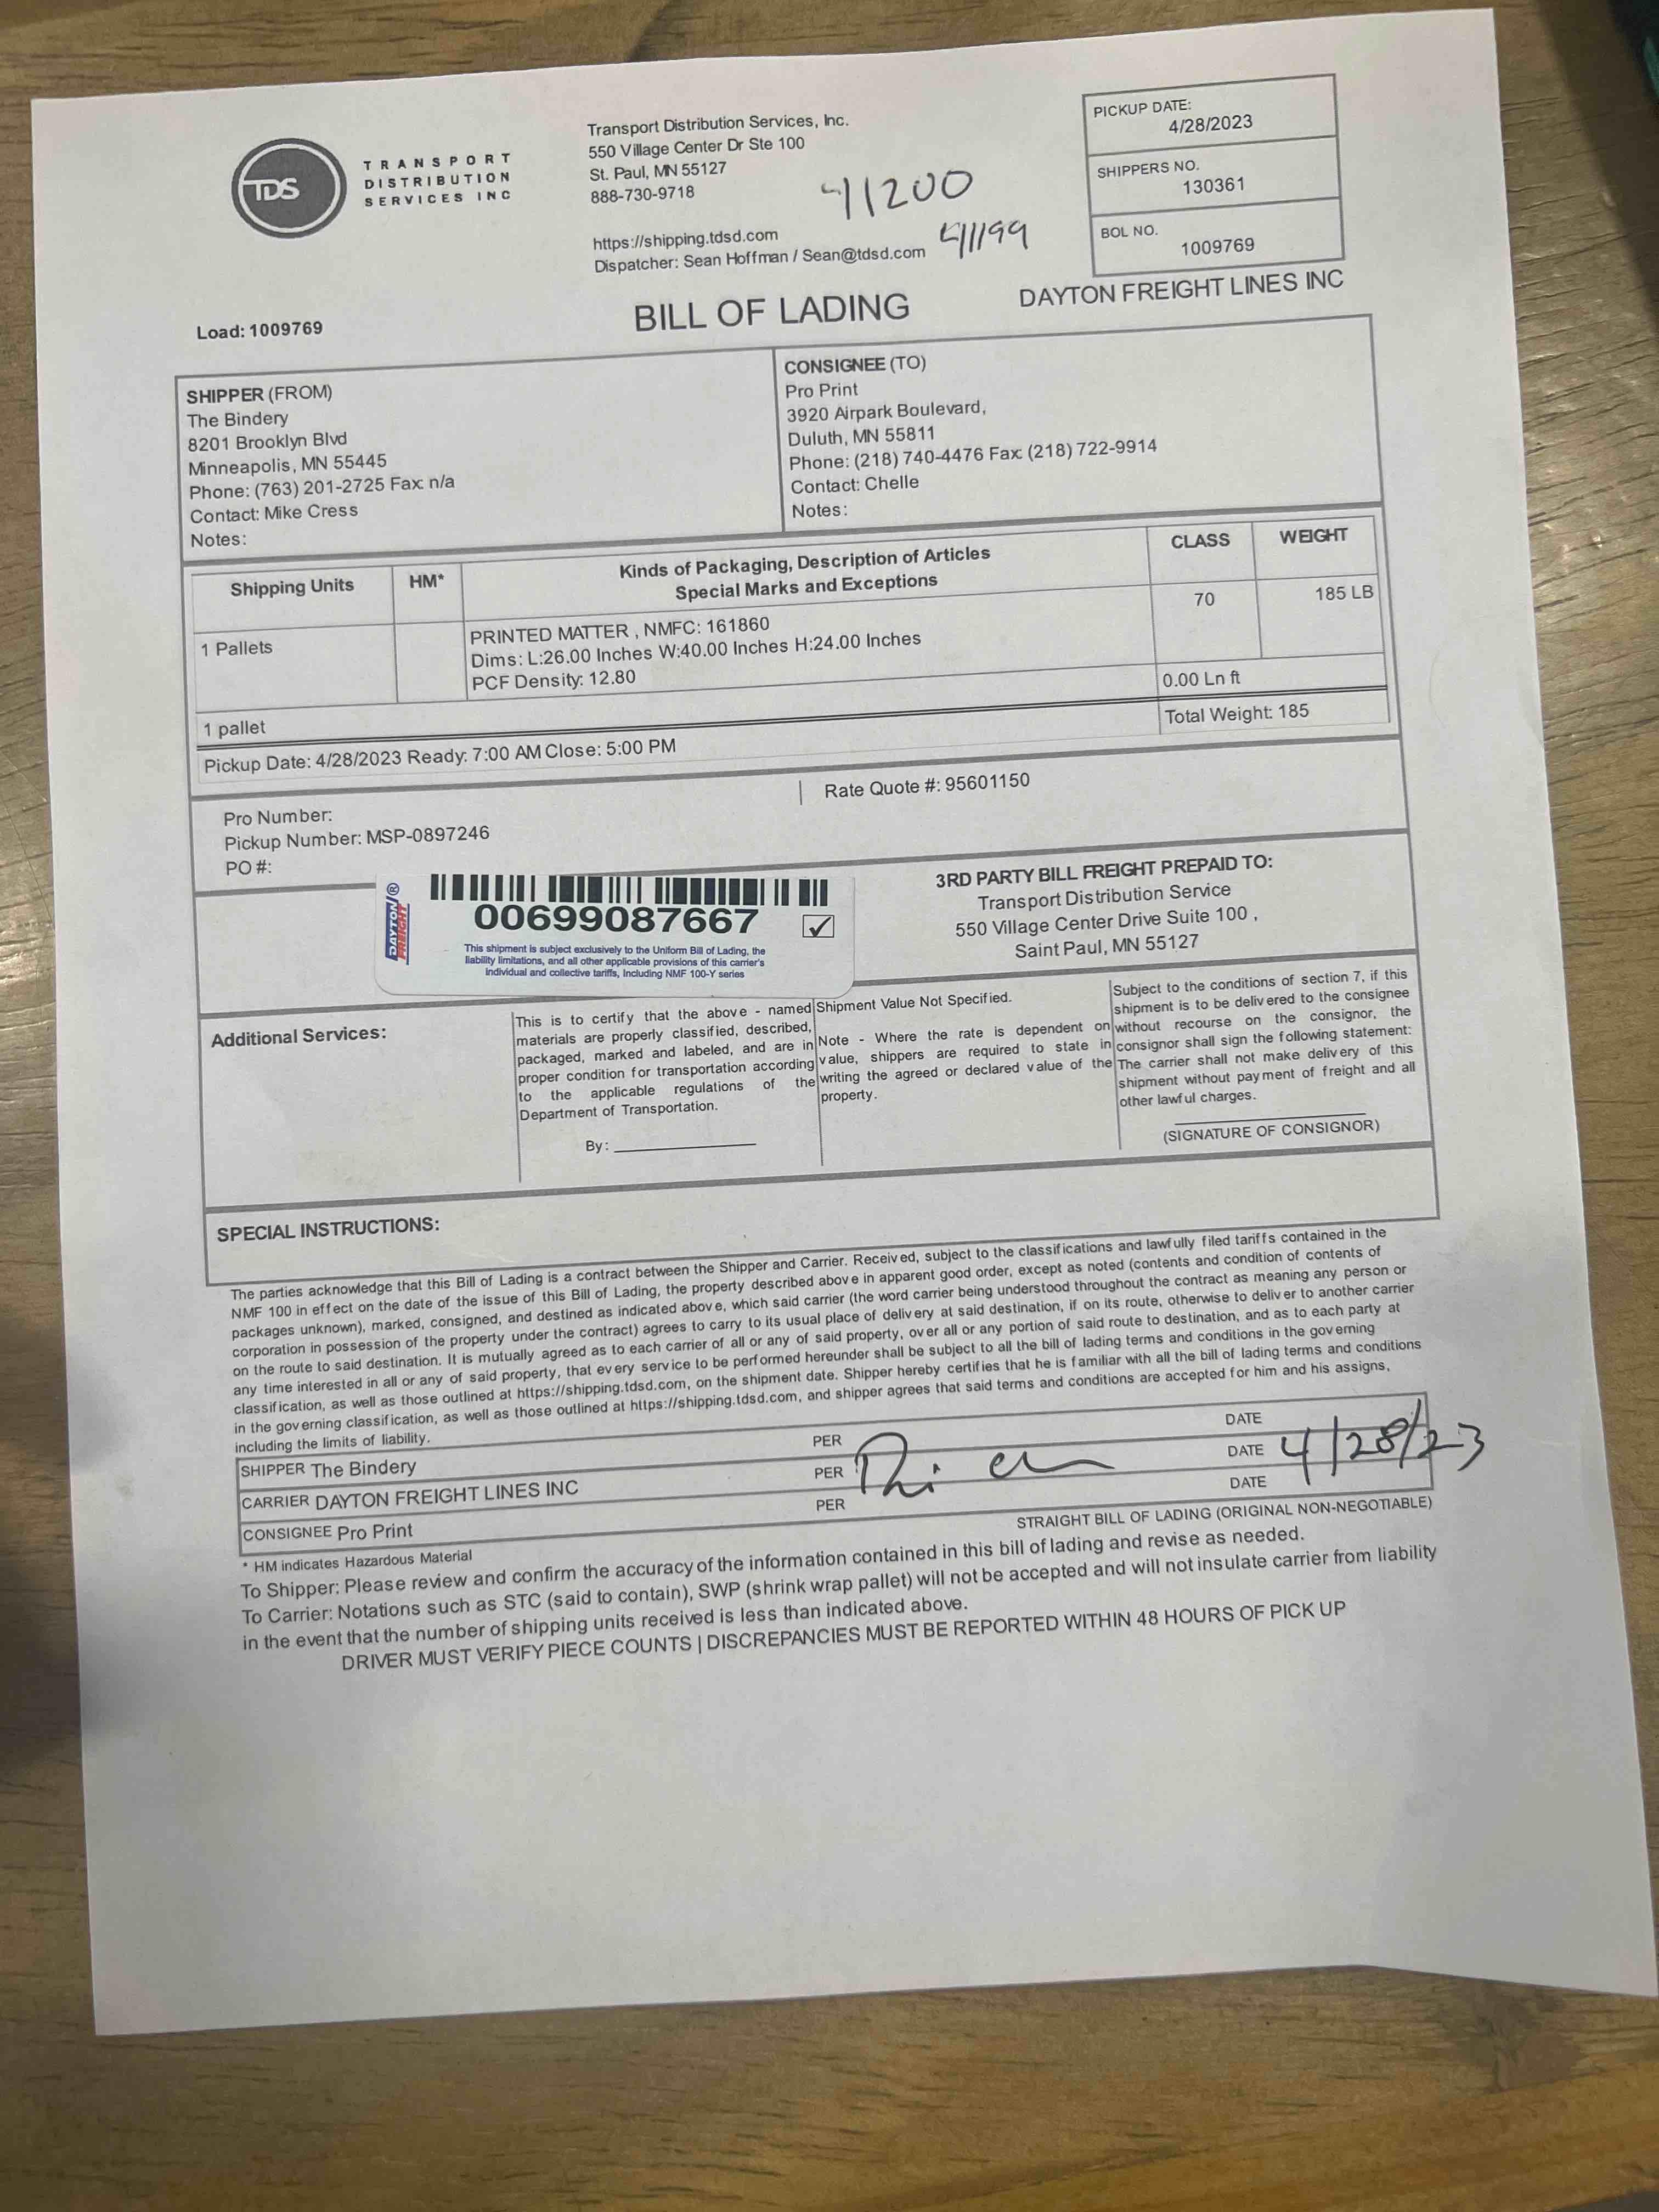 TDS
TRANSPORT
DISTRIBUTION
SERVICES INC
Transport Distribution Services, Inc.
550 Village Center Dr Ste 100
St. Paul, MN 55127
888-730-9718
https://shipping.tdsd.com
Dispatcher: Sean Hoffman / Sean@tdsd.com
41200
41199
PICKUP DATE:
4/28/2023
SHIPPERS NO.
130361
BOL NO.
1009769
Load: 1009769
BILL OF LADING
DAYTON FREIGHT LINES INC
SHIPPER (FROM)
The Bindery
8201 Brooklyn Blvd
Minneapolis, MN 55445
Phone: (763) 201-2725 Fax: n/a
Contact: Mike Cress
Notes:
CONSIGNEE (TO)
Pro Print
3920 Airpark Boulevard,
Duluth, MN 55811
Phone: (218) 740-4476 Fax: (218) 722-9914
Contact: Chelle
Notes:
Shipping Units
HM*
Kinds of Packaging, Description of Articles
Special Marks and Exceptions
CLASS
WEIGHT
1 Pallets
PRINTED MATTER , NMFC: 161860
Dims: L:26.00 Inches W:40.00 Inches H:24.00 Inches
PCF Density: 12.80
70
185 LB
0.00 Ln ft
1 pallet
Total Weight: 185
Pickup Date: 4/28/2023 Ready: 7:00 AM Close: 5:00 PM
Pro Number:
Pickup Number: MSP-0897246
PO #:
Rate Quote #: 95601150
DAYTON FREIGHT®
00699087667
This shipment is subject exclusively to the Uniform Bill of Lading, the
liability limitations, and all other applicable provisions of this carrier's
individual and collective tariffs, including NMF 100-Y series
3RD PARTY BILL FREIGHT PREPAID TO:
Transport Distribution Service
550 Village Center Drive Suite 100 ,
Saint Paul, MN 55127
Additional Services:
This is to certify that the above - named
materials are properly classified, described,
packaged, marked and labeled, and are in
proper condition for transportation according
to the applicable regulations of the
Department of Transportation.
By:
Shipment Value Not Specified.
Note - Where the rate is dependent on
value, shippers are required to state in
writing the agreed or declared value of the
property.
Subject to the conditions of section 7, if this
shipment is to be delivered to the consignee
without recourse on the consignor, the
consignor shall sign the following statement:
The carrier shall not make delivery of this
shipment without payment of freight and all
other lawful charges.
(SIGNATURE OF CONSIGNOR)
SPECIAL INSTRUCTIONS:
The parties acknowledge that this Bill of Lading is a contract between the Shipper and Carrier. Received, subject to the classifications and lawfully filed tariffs contained in the
NMF 100 in effect on the date of the issue of this Bill of Lading, the property described above in apparent good order, except as noted (contents and condition of contents of
packages unknown), marked, consigned, and destined as indicated above, which said carrier (the word carrier being understood throughout the contract as meaning any person or
corporation in possession of the property under the contract) agrees to carry to its usual place of delivery at said destination, if on its route, otherwise to deliver to another carrier
on the route to said destination. It is mutually agreed as to each carrier of all or any of said property, over all or any portion of said route to destination, and as to each party at
any time interested in all or any of said property, that every service to be performed hereunder shall be subject to all the bill of lading terms and conditions in the governing
classification, as well as those outlined at https://shipping.tdsd.com, on the shipment date. Shipper hereby certifies that he is familiar with all the bill of lading terms and conditions
in the governing classification, as well as those outlined at https://shipping.tdsd.com, and shipper agrees that said terms and conditions are accepted for him and his assigns,
including the limits of liability.
SHIPPER The Bindery PER DATE
CARRIER DAYTON FREIGHT LINES INC PER DATE 4/28/23
CONSIGNEE Pro Print PER DATE
STRAIGHT BILL OF LADING (ORIGINAL NON-NEGOTIABLE)
* HM indicates Hazardous Material
To Shipper: Please review and confirm the accuracy of the information contained in this bill of lading and revise as needed.
To Carrier: Notations such as STC (said to contain), SWP (shrink wrap pallet) will not be accepted and will not insulate carrier from liability
in the event that the number of shipping units received is less than indicated above.
DRIVER MUST VERIFY PIECE COUNTS | DISCREPANCIES MUST BE REPORTED WITHIN 48 HOURS OF PICK UP